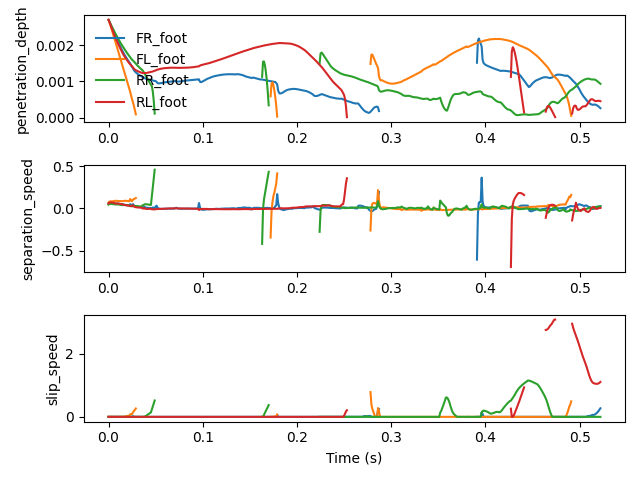 penetration_depth
0.002
0.001
0.000
FR_foot
FL_foot
RR_foot
RL_foot
0.0 0.1 0.2 0.3 0.4 0.5
separation_speed
0.5
0.0
−0.5
0.0 0.1 0.2 0.3 0.4 0.5
slip_speed
2
0
0.0 0.1 0.2 0.3 0.4 0.5
Time (s)